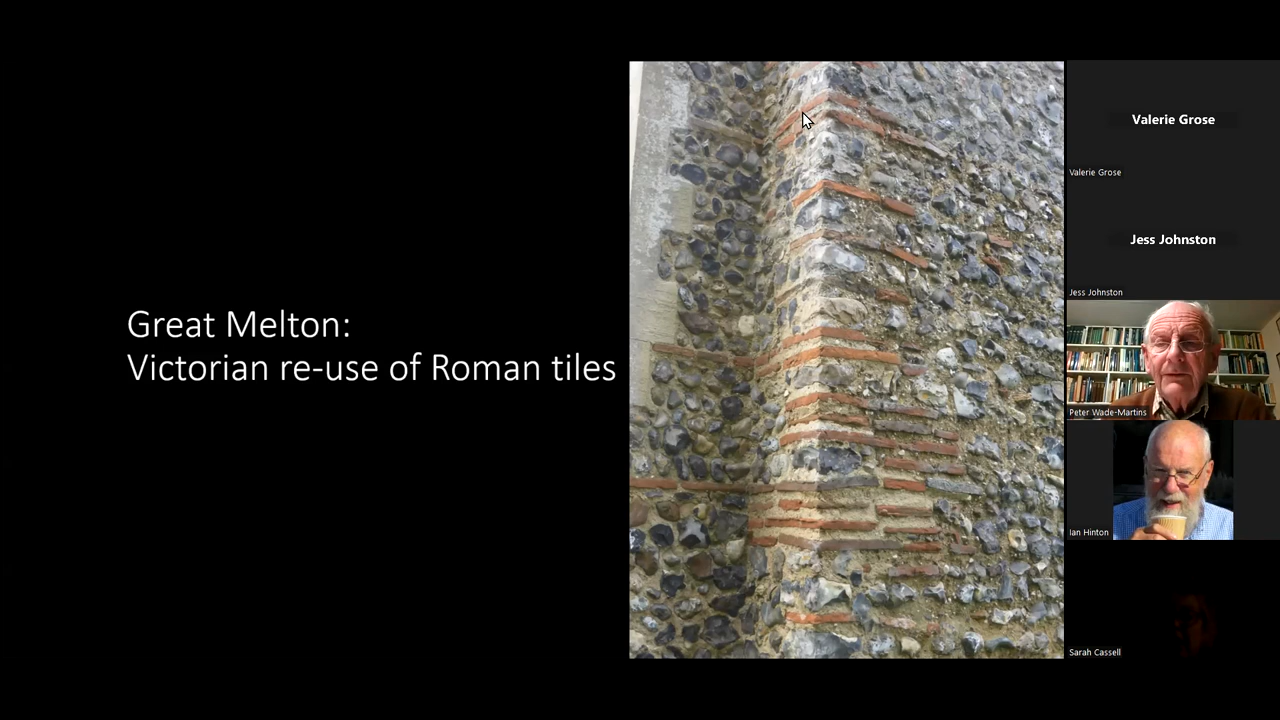 Great Melton:
Victorian re-use of Roman tiles
Valerie Grose
Valerie Grose
Jess Johnston
Jess Johnston
Peter Wade-Martins
Ian Hinton
Sarah Cassell